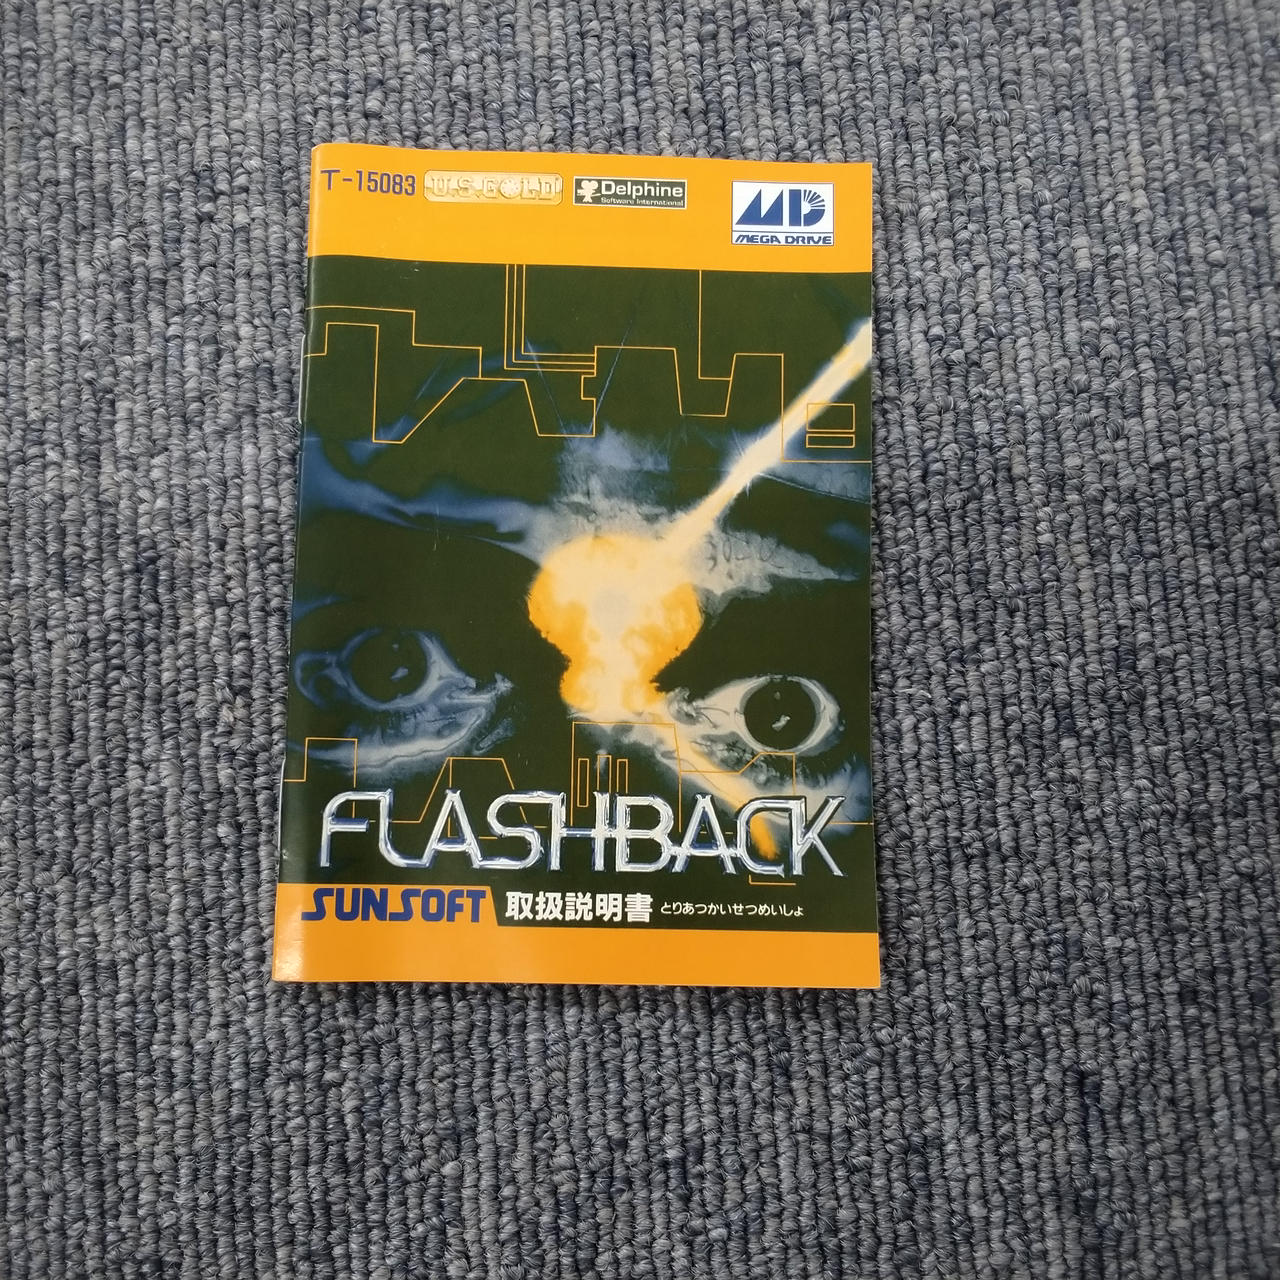 T-15083 U.S.GOLD Delphine
Software International
MD
MEGA DRIVE
FLASHBACK
SUNSOFT 取扱説明書 とりあつかいせつめいしょ